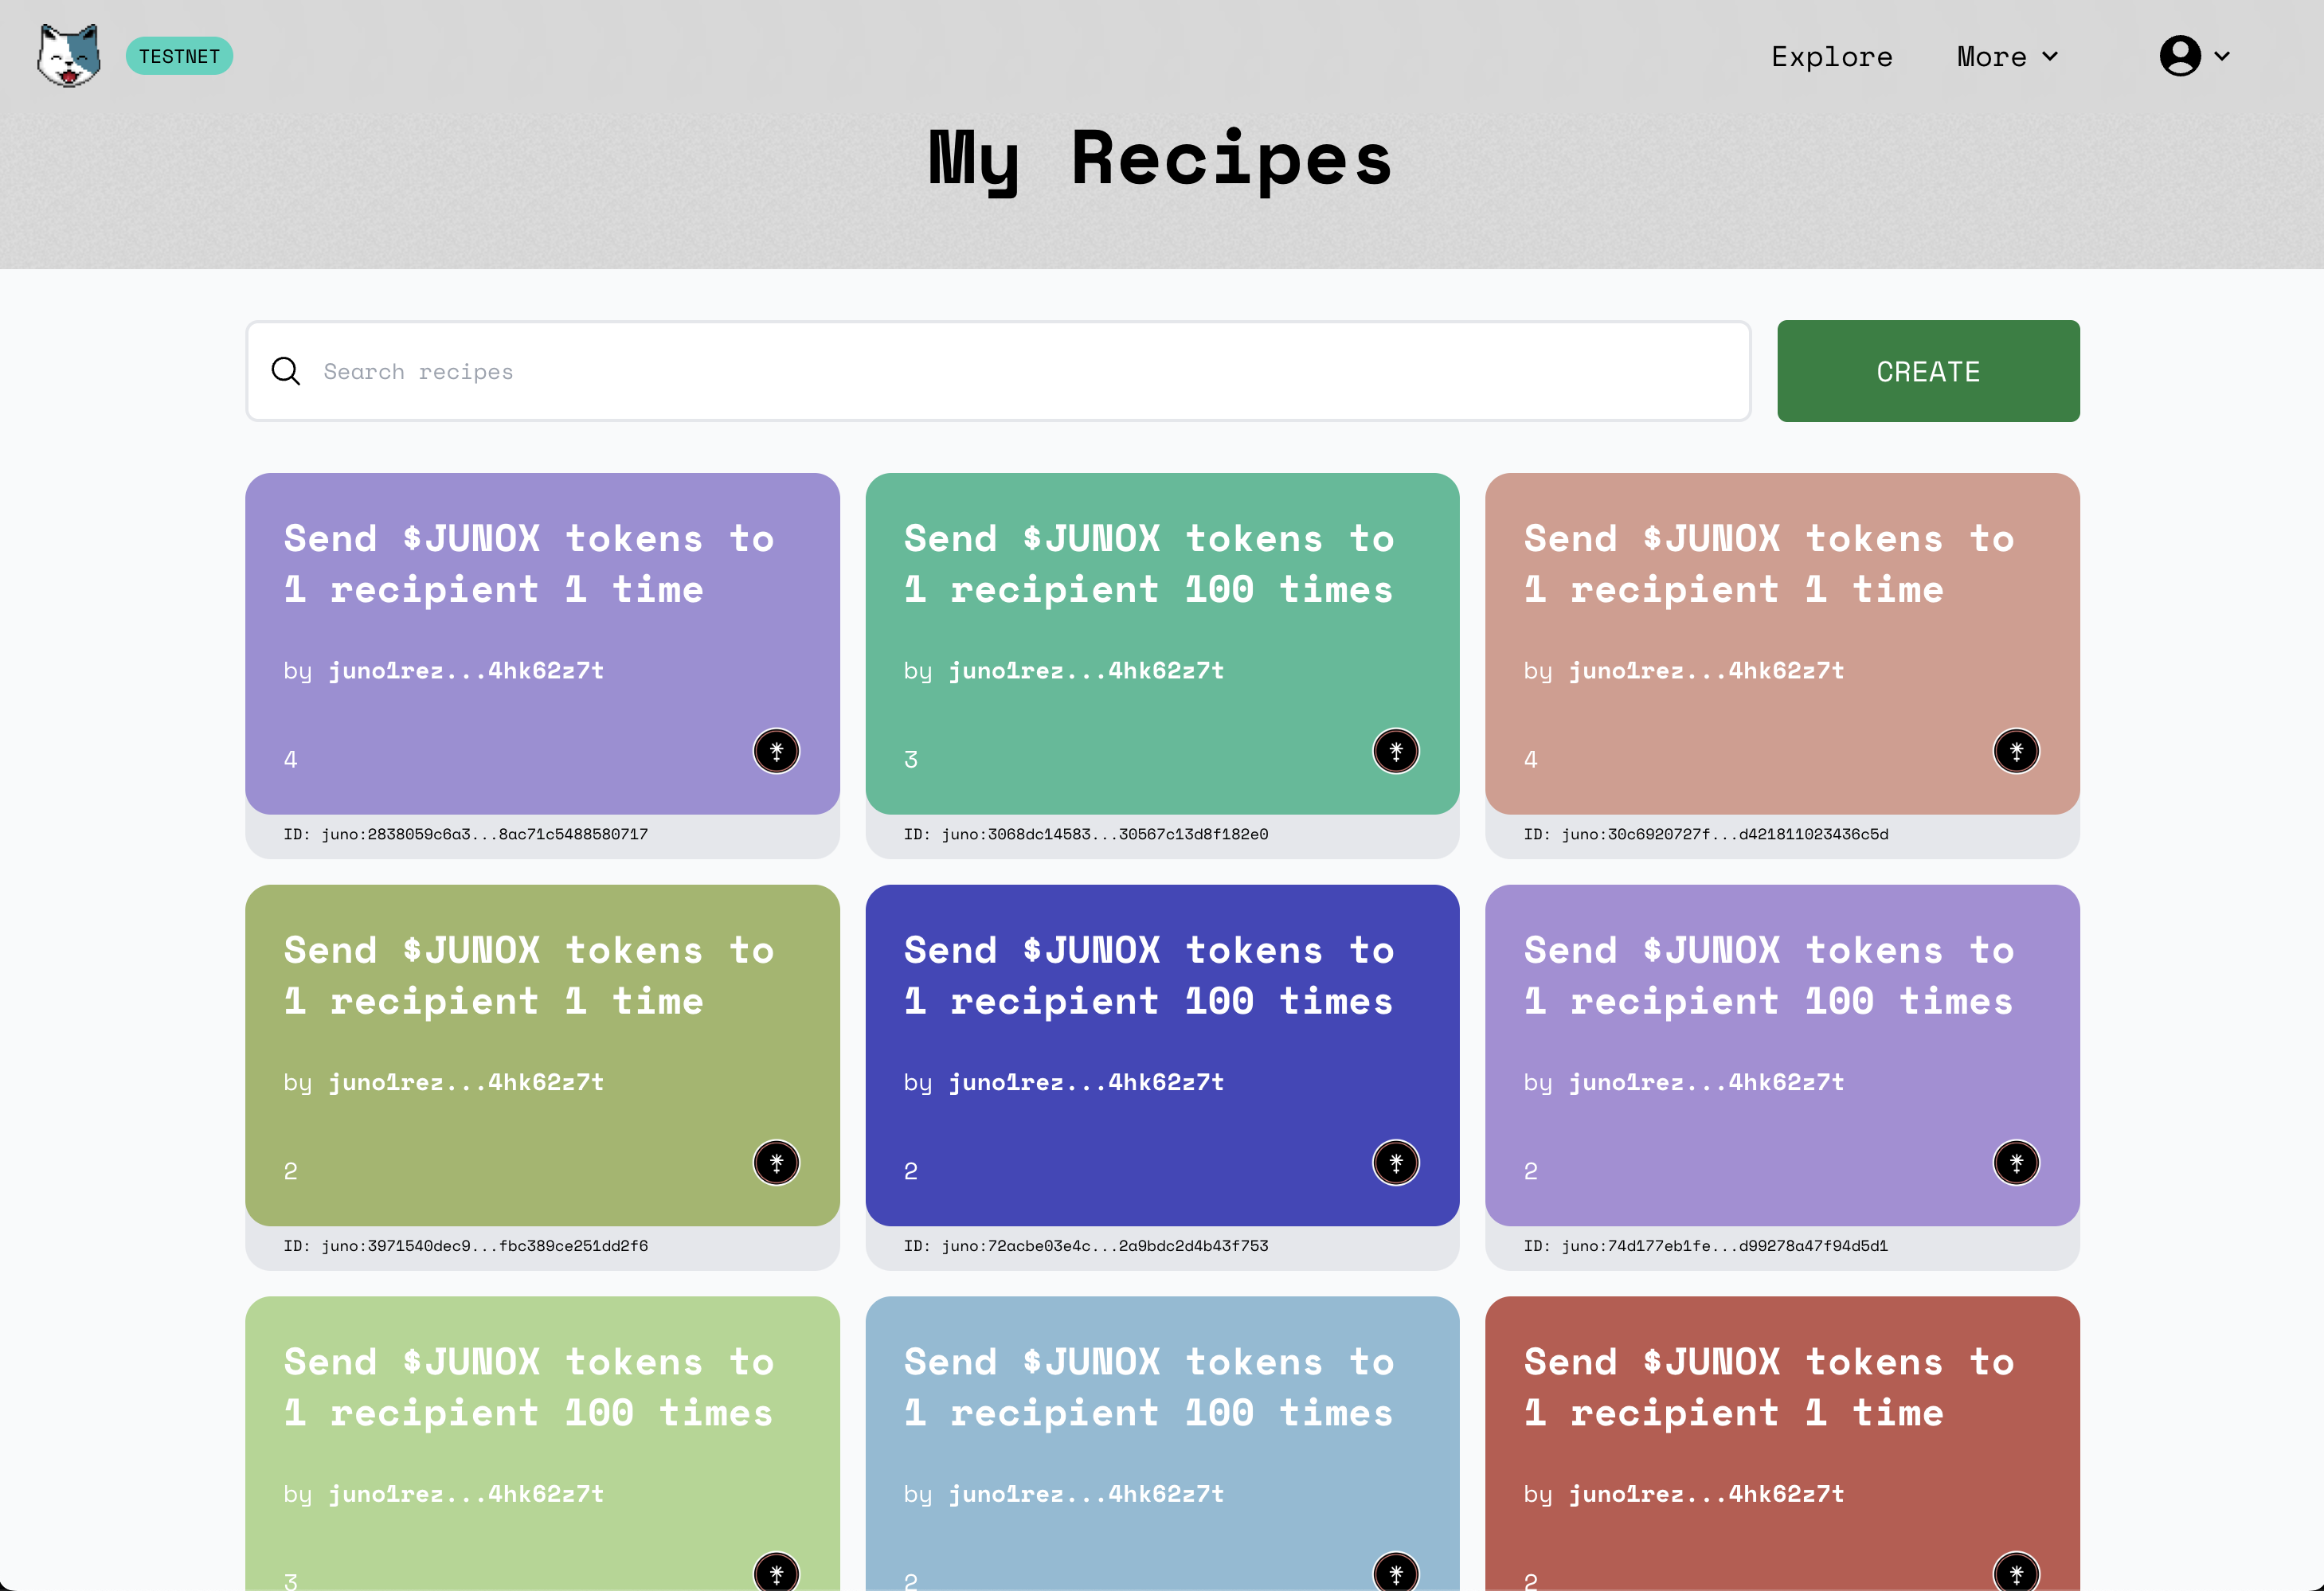 TESTNET
Explore
More
My Recipes
Search recipes
CREATE
Send $JUNOX tokens to
1 recipient 1 time
by juno1rez...4hk62z7t
4
ID: juno:2838059c6a3...8ac71c5488580717
Send $JUNOX tokens to
1 recipient 100 times
by juno1rez...4hk62z7t
3
ID: juno:3068dc14583...30567c13d8f182e0
Send $JUNOX tokens to
1 recipient 1 time
by juno1rez...4hk62z7t
4
ID: juno:30c6920727f...d421811023436c5d
Send $JUNOX tokens to
1 recipient 1 time
by juno1rez...4hk62z7t
2
ID: juno:3971540dec9...fbc389ce251dd2f6
Send $JUNOX tokens to
1 recipient 100 times
by juno1rez...4hk62z7t
2
ID: juno:72acbe03e4c...2a9bdc2d4b43f753
Send $JUNOX tokens to
1 recipient 100 times
by juno1rez...4hk62z7t
2
ID: juno:74d177eb1fe...d99278a47f94d5d1
Send $JUNOX tokens to
1 recipient 100 times
by juno1rez...4hk62z7t
3
Send $JUNOX tokens to
1 recipient 100 times
by juno1rez...4hk62z7t
2
Send $JUNOX tokens to
1 recipient 1 time
by juno1rez...4hk62z7t
2